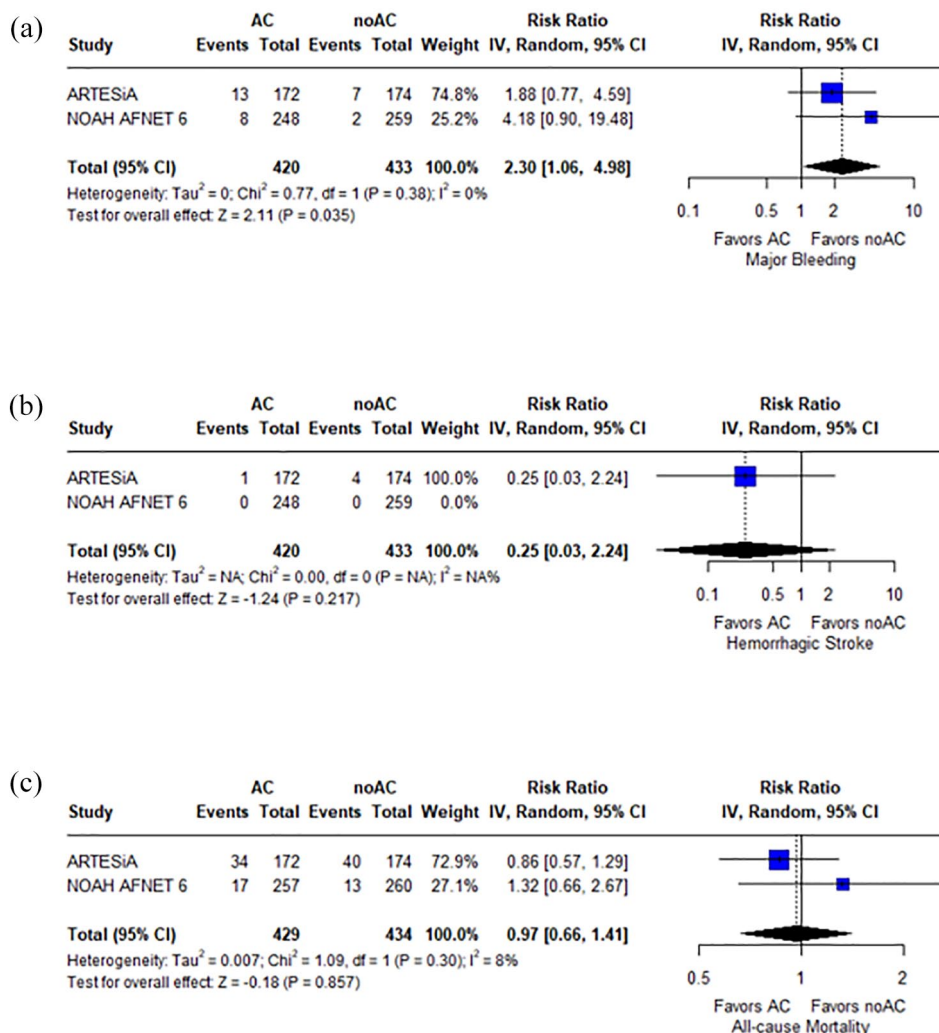 (a)
AC noAC Risk Ratio Risk Ratio
Study Events Total Events Total Weight IV, Random, 95% CI IV, Random, 95% CI
ARTESiA 13 172 7 174 74.8% 1.88 [0.77, 4.59]
NOAH AFNET 6 8 248 2 259 25.2% 4.18 [0.90, 19.48]
Total (95% CI) 420 433 100.0% 2.30 [1.06, 4.98]
Heterogeneity: Tau² = 0; Chi² = 0.77, df = 1 (P = 0.38); I² = 0%
Test for overall effect: Z = 2.11 (P = 0.035)
0.1 0.5 1 2 10
Favors AC Favors noAC
Major Bleeding
(b)
AC noAC Risk Ratio Risk Ratio
Study Events Total Events Total Weight IV, Random, 95% CI IV, Random, 95% CI
ARTESiA 1 172 4 174 100.0% 0.25 [0.03, 2.24]
NOAH AFNET 6 0 248 0 259 0.0%
Total (95% CI) 420 433 100.0% 0.25 [0.03, 2.24]
Heterogeneity: Tau² = NA; Chi² = 0.00, df = 0 (P = NA); I² = NA%
Test for overall effect: Z = -1.24 (P = 0.217)
0.1 0.5 1 2 10
Favors AC Favors noAC
Hemorrhagic Stroke
(c)
AC noAC Risk Ratio Risk Ratio
Study Events Total Events Total Weight IV, Random, 95% CI IV, Random, 95% CI
ARTESiA 34 172 40 174 72.9% 0.86 [0.57, 1.29]
NOAH AFNET 6 17 257 13 260 27.1% 1.32 [0.66, 2.67]
Total (95% CI) 429 434 100.0% 0.97 [0.66, 1.41]
Heterogeneity: Tau² = 0.007; Chi² = 1.09, df = 1 (P = 0.30); I² = 8%
Test for overall effect: Z = -0.18 (P = 0.857)
0.5 1 2
Favors AC Favors noAC
All-cause Mortality